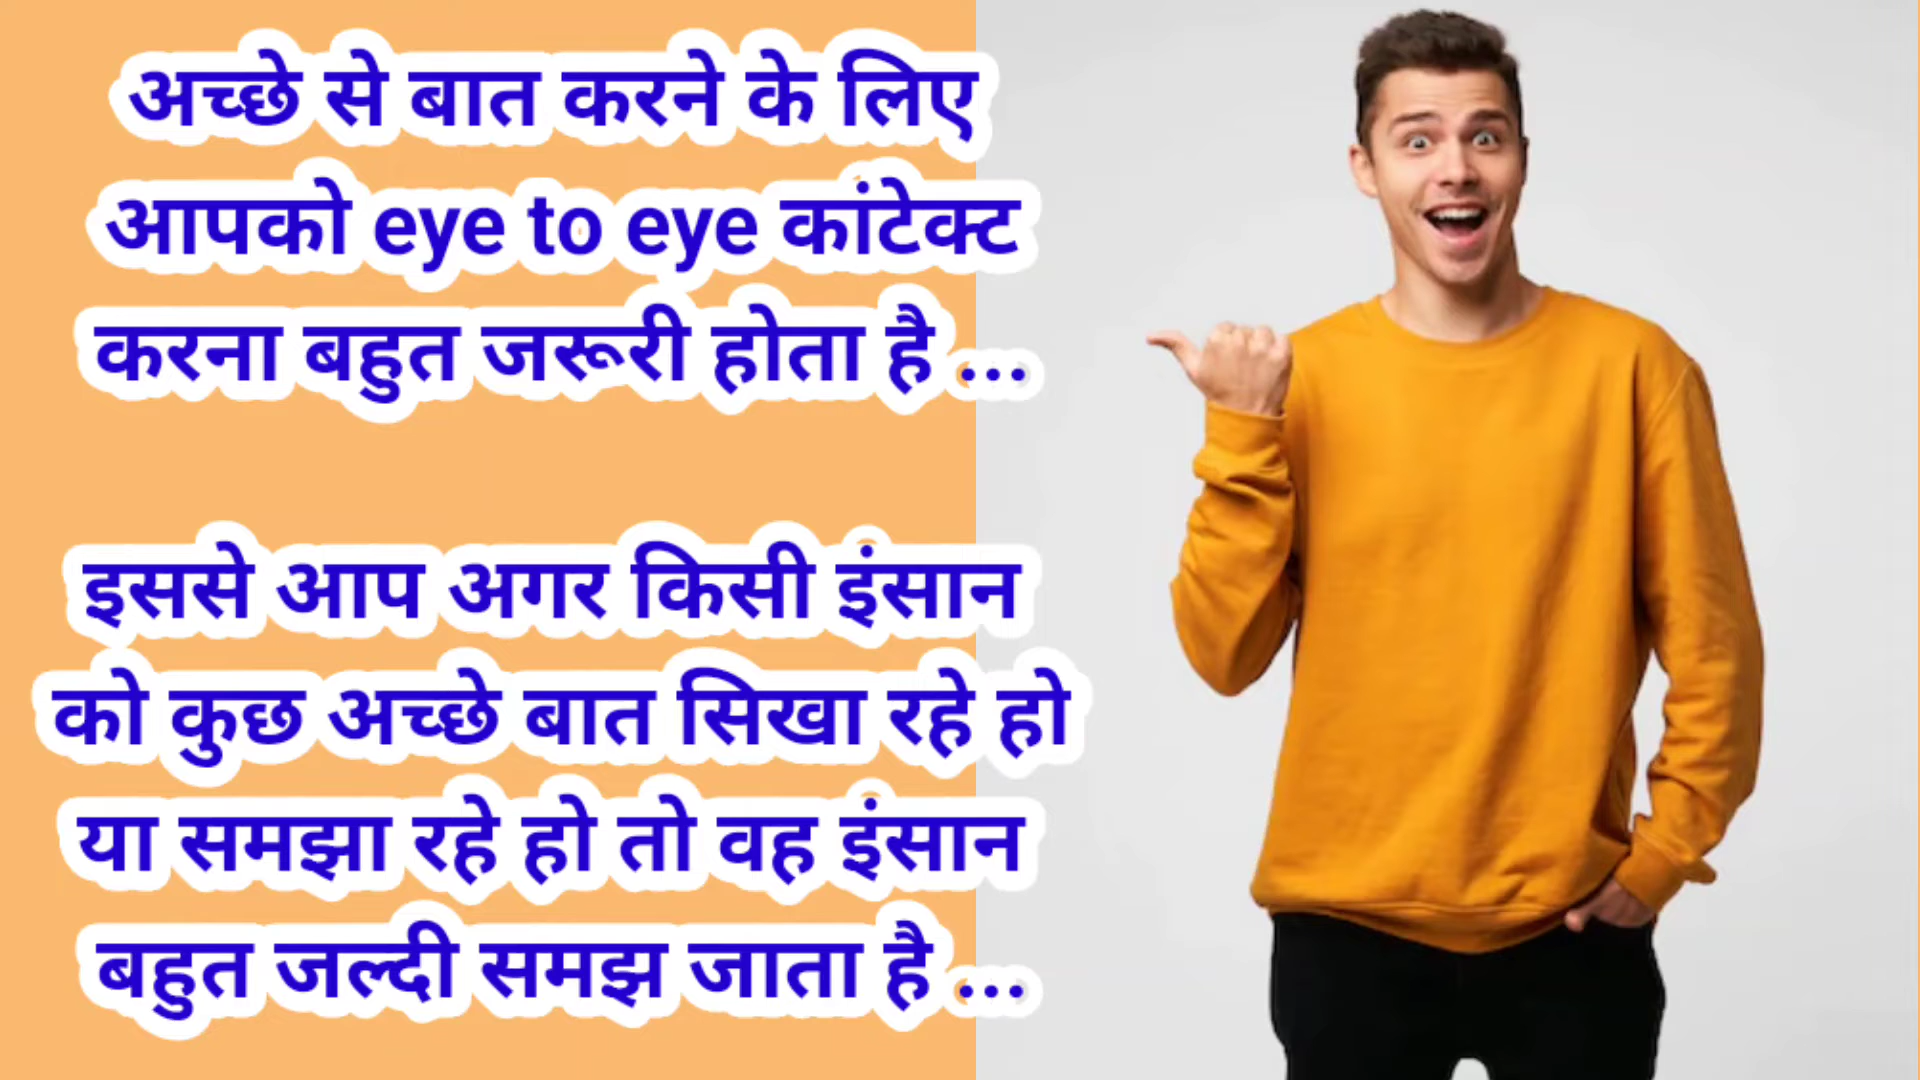 अच्छे से बात करने के लिए
आपको eye to eye कांटेक्ट
करना बहुत जरूरी होता है ...
इससे आप अगर किसी इंसान
को कुछ अच्छे बात सिखा रहे हो
या समझा रहे हो तो वह इंसान
बहुत जल्दी समझ जाता है ...